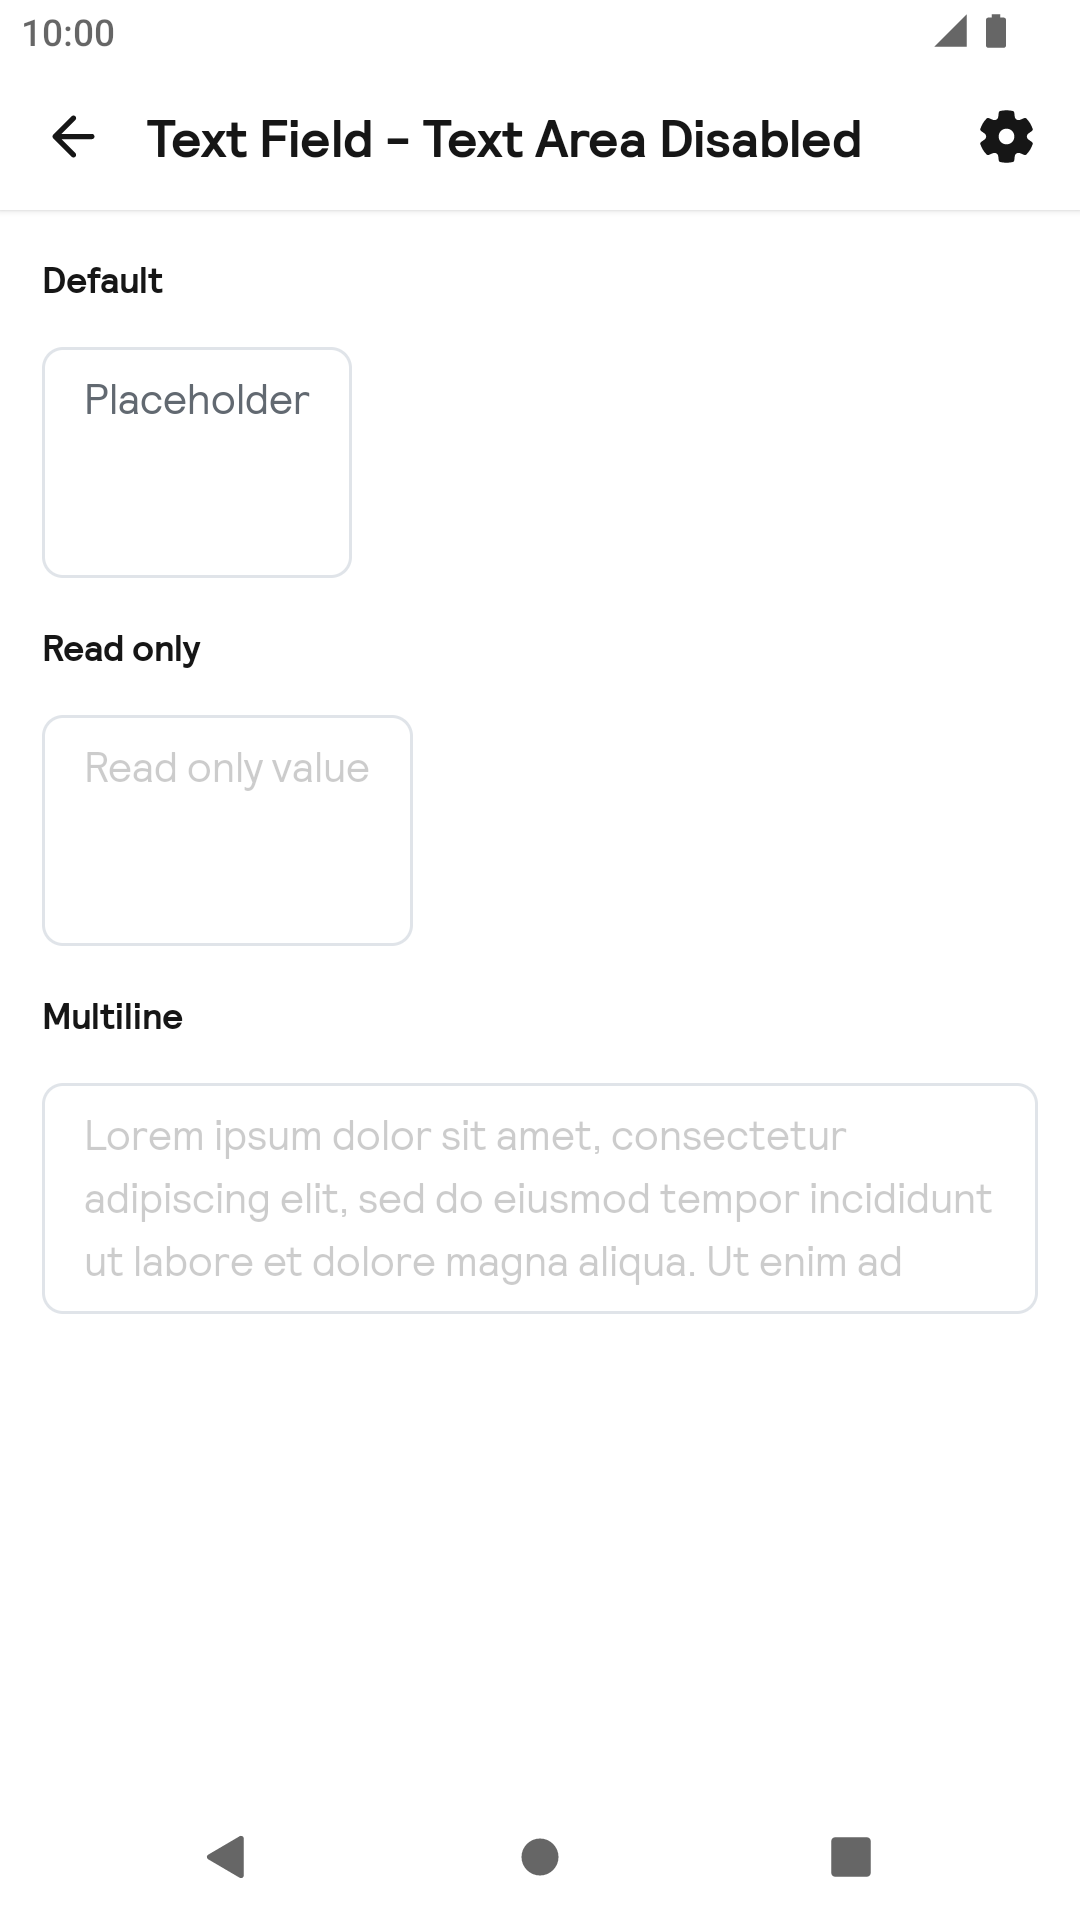 10:00
Text Field - Text Area Disabled
Default
Placeholder
Read only
Read only value
Multiline
Lorem ipsum dolor sit amet, consectetur
adipiscing elit, sed do eiusmod tempor incididunt
ut labore et dolore magna aliqua. Ut enim ad